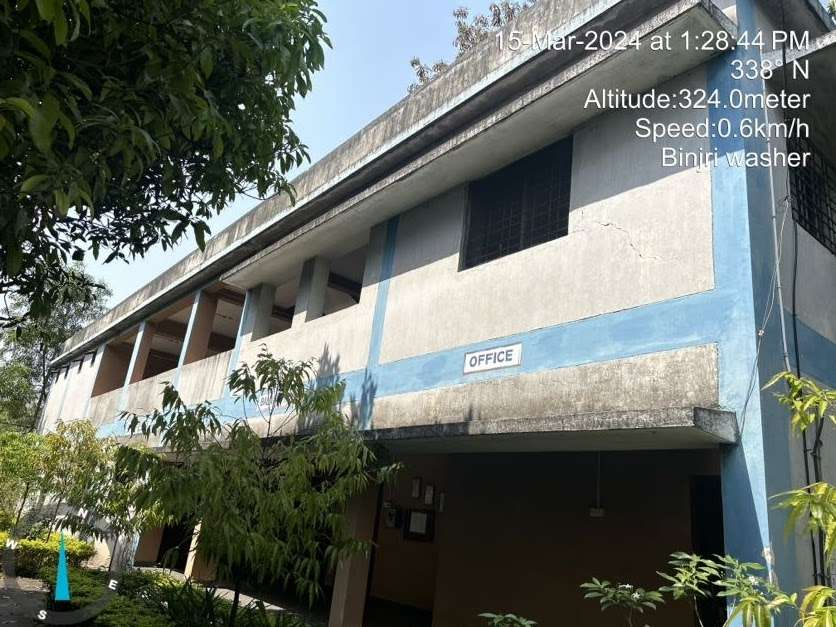 15-Mar-2024 at 1:28:44 PM
338° N
Altitude:324.0meter
Speed:0.6km/h
Binjri washer
OFFICE
W
E
S